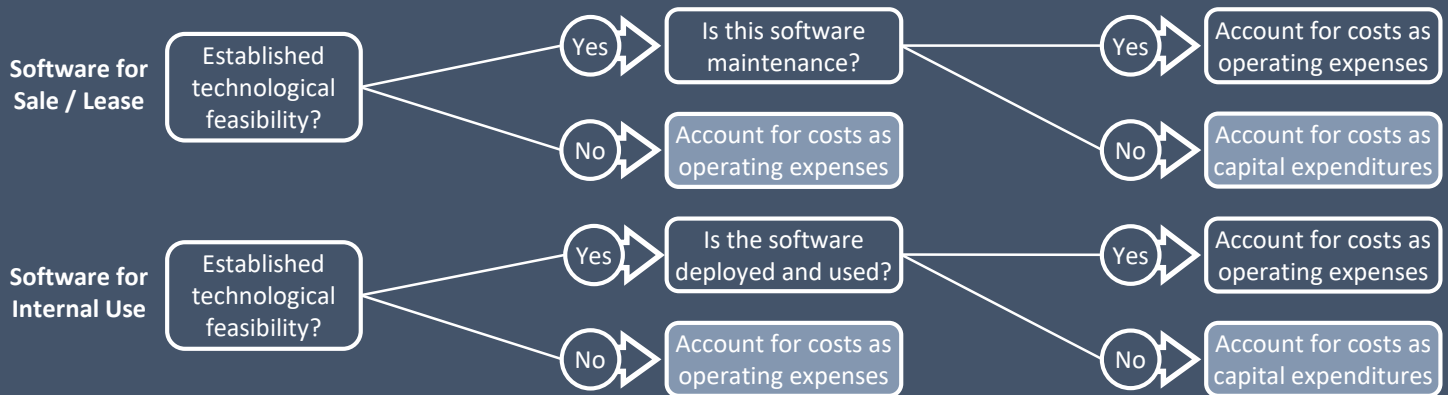 Software for
Sale / Lease
Established
technological
feasibility?
Yes
Is this software
maintenance?
Yes
Account for costs as
operating expenses
No
Account for costs as
operating expenses
No
Account for costs as
capital expenditures
Software for
Internal Use
Established
technological
feasibility?
Yes
Is the software
deployed and used?
Yes
Account for costs as
operating expenses
No
Account for costs as
operating expenses
No
Account for costs as
capital expenditures